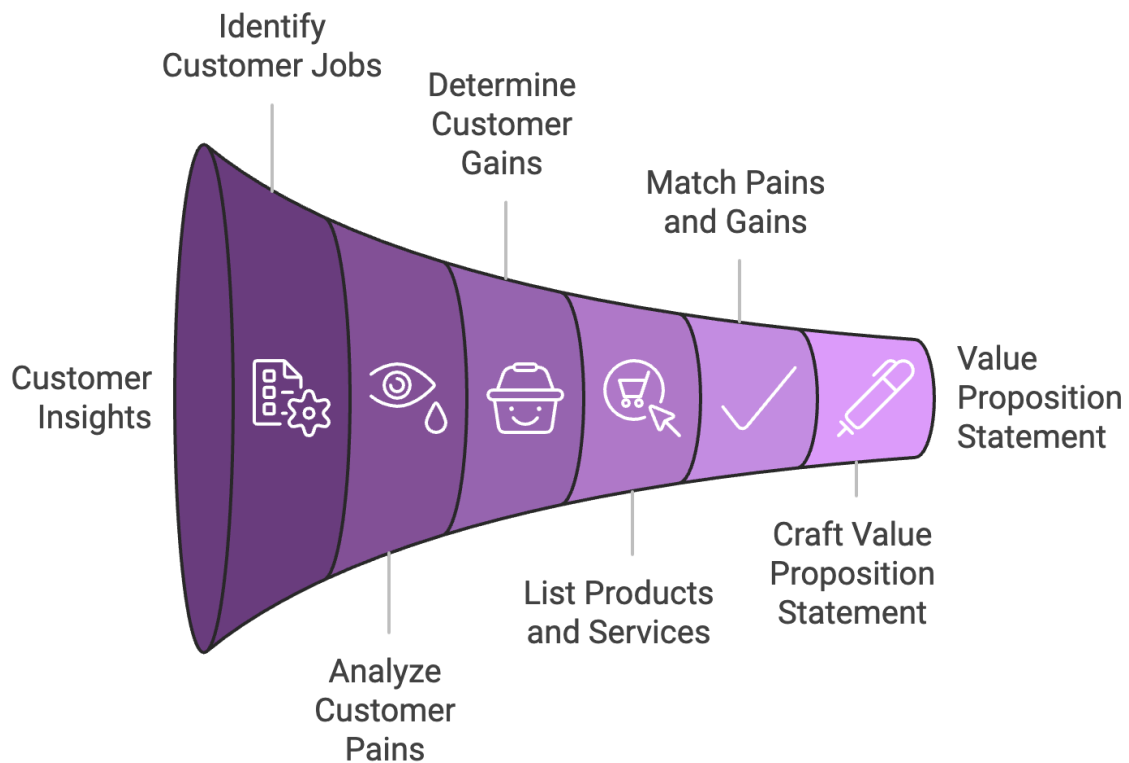 Identify
Customer Jobs
Determine
Customer
Gains
Match Pains
and Gains
Customer
Insights
Value
Proposition
Statement
Craft Value
Proposition
Statement
List Products
and Services
Analyze
Customer
Pains